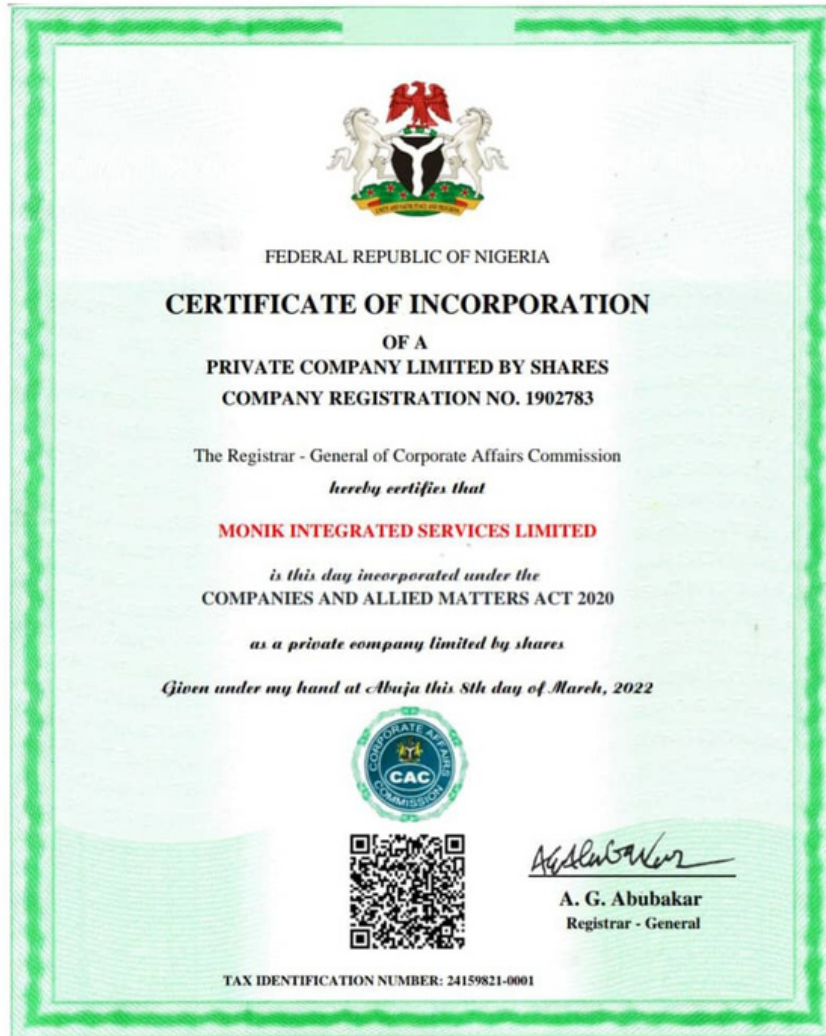 FEDERAL REPUBLIC OF NIGERIA
CERTIFICATE OF INCORPORATION
OF A
PRIVATE COMPANY LIMITED BY SHARES
COMPANY REGISTRATION NO. 1902783
The Registrar - General of Corporate Affairs Commission
hereby certifies that
MONIK INTEGRATED SERVICES LIMITED
is this day incorporated under the
COMPANIES AND ALLIED MATTERS ACT 2020
as a private company limited by shares
Given under my hand at Abuja this 8th day of March, 2022
CORPORATE AFFAIRS
CAC
COMMISSION
A. G. Abubakar
Registrar - General
TAX IDENTIFICATION NUMBER: 24159821-0001